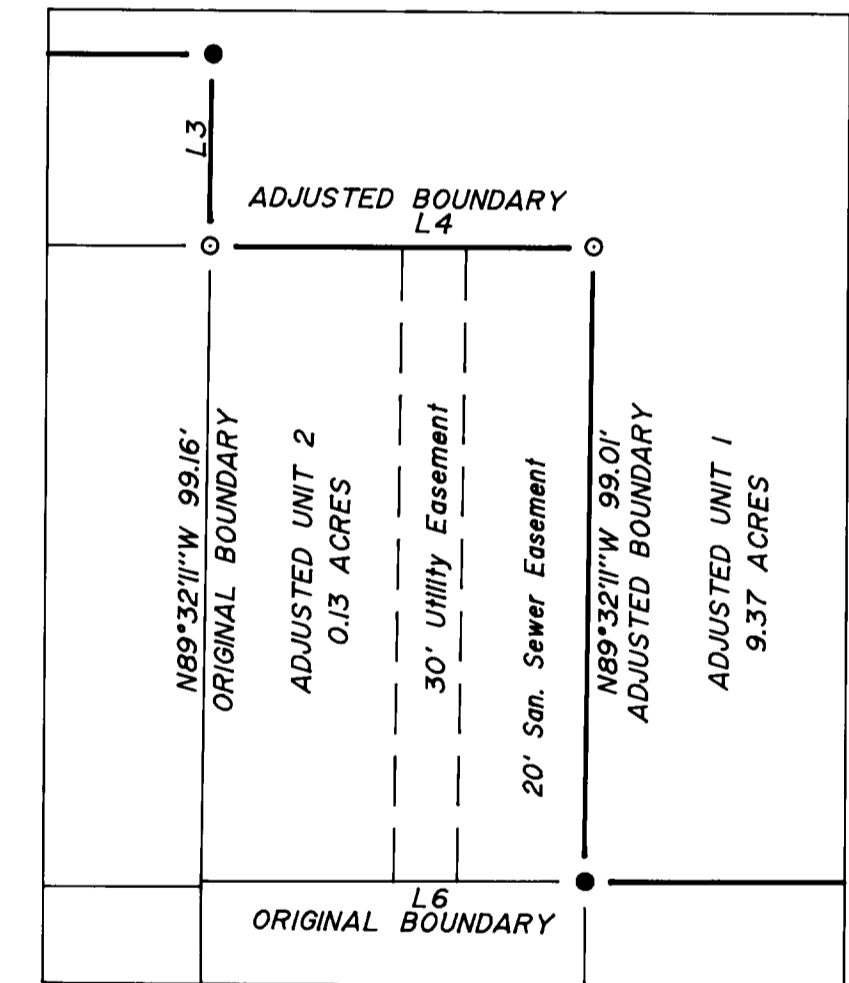 L3
ADJUSTED BOUNDARY
L4
N89°32'11"W 99.16'
ORIGINAL BOUNDARY
ADJUSTED UNIT 2
0.13 ACRES
30' Utility Easement
20' San. Sewer Easement
N89°32'11"W 99.01'
ADJUSTED BOUNDARY
ADJUSTED UNIT 1
9.37 ACRES
L6
ORIGINAL BOUNDARY